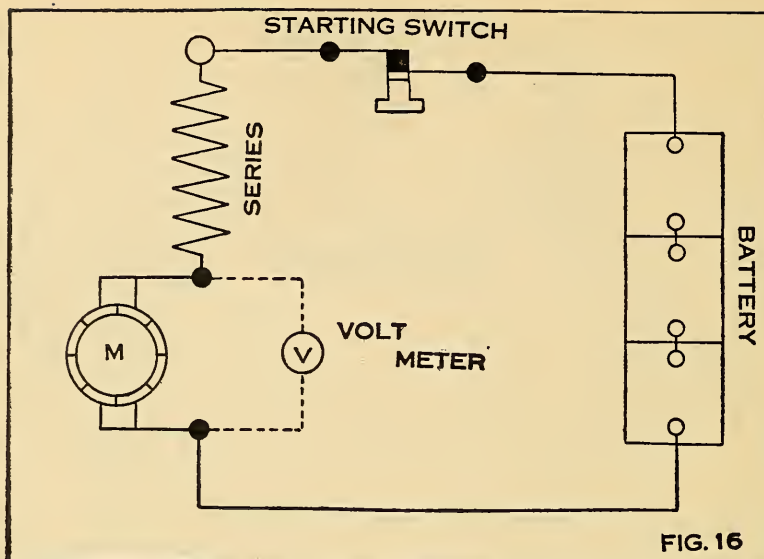 STARTING SWITCH
SERIES
BATTERY
M
V
VOLT
METER
FIG. 16